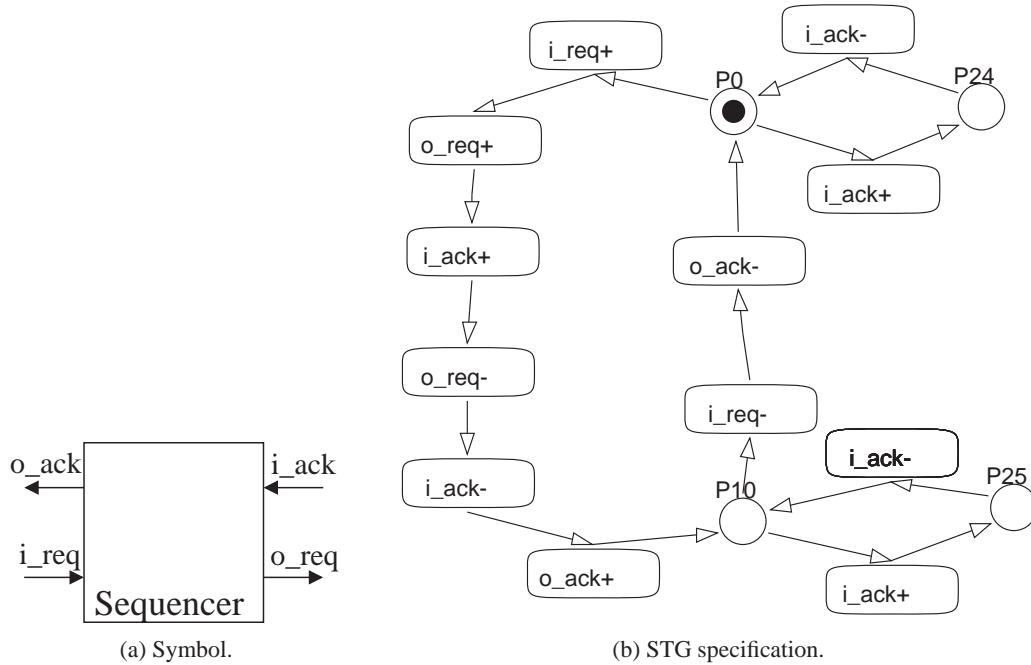 i_req+
i_ack-
P0
P24
o_req+
i_ack+
i_ack+
o_ack-
o_req-
i_req-
i_ack-
P25
i_ack-
P10
o_ack+
i_ack+
o_ack
i_ack
i_req
o_req
Sequencer
(a) Symbol.
(b) STG specification.